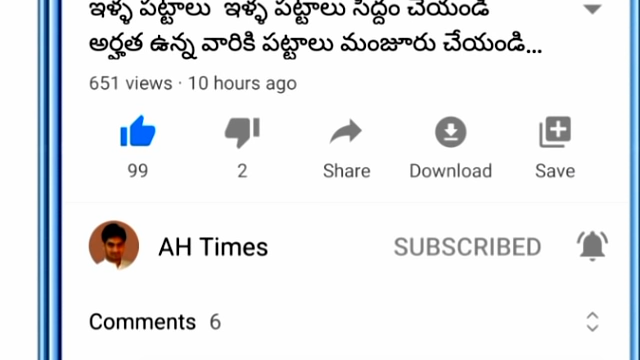 ఇళ్ళ పట్టాలు ఇళ్ళ పట్టాలు సిద్దం చేయండి
అర్హత ఉన్న వారికి పట్టాలు మంజూరు చేయండి...
651 views · 10 hours ago
99
2
Share
Download
Save
AH Times
SUBSCRIBED
Comments 6